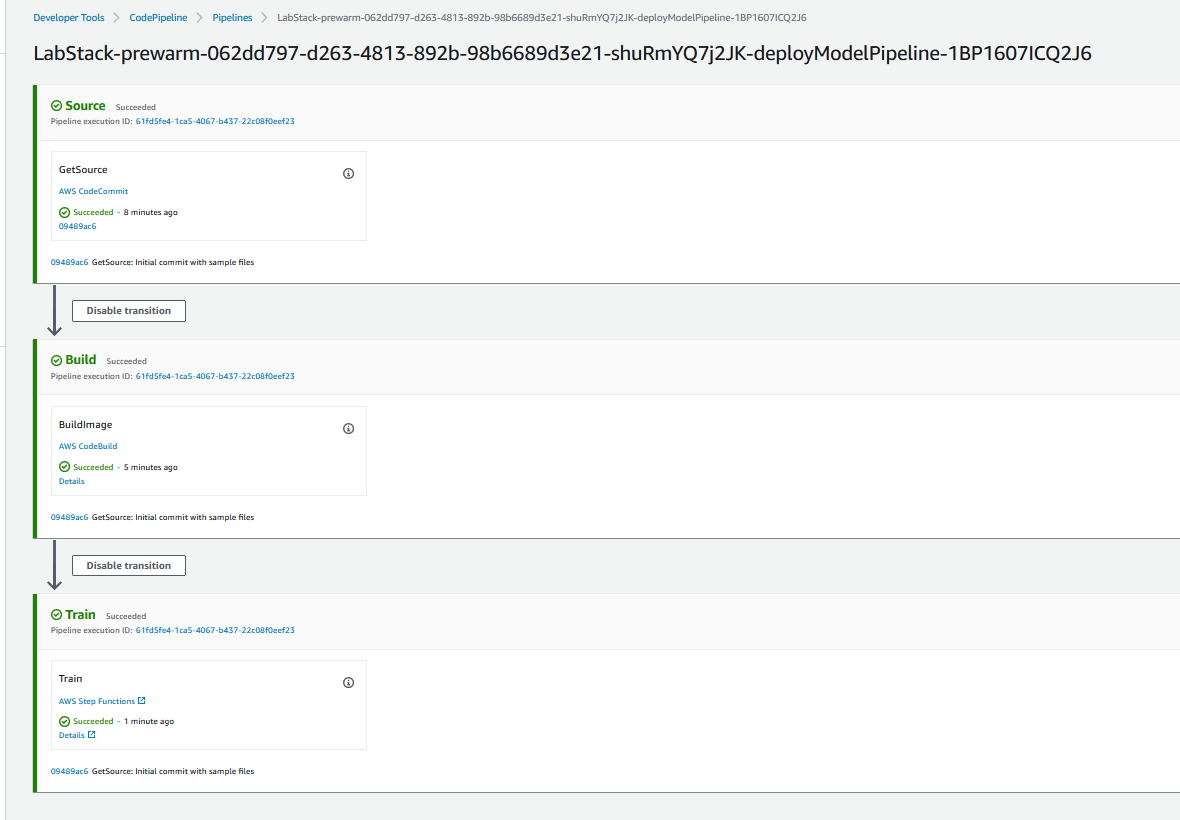 Developer Tools > CodePipeline > Pipelines > LabStack-prewarm-062dd797-d263-4813-892b-98b6689d3e21-shuRmYQ7j2JK-deployModelPipeline-1BP1607ICQ2J6
LabStack-prewarm-062dd797-d263-4813-892b-98b6689d3e21-shuRmYQ7j2JK-deployModelPipeline-1BP1607ICQ2J6
Source Succeeded
Pipeline execution ID: 61fd5fe4-1ca5-4067-b437-22c08f0eef23
GetSource
AWS CodeCommit
Succeeded - 8 minutes ago
09489ac6
09489ac6 GetSource: Initial commit with sample files
Disable transition
Build Succeeded
Pipeline execution ID: 61fd5fe4-1ca5-4067-b437-22c08f0eef23
BuildImage
AWS CodeBuild
Succeeded - 5 minutes ago
Details
09489ac6 GetSource: Initial commit with sample files
Disable transition
Train Succeeded
Pipeline execution ID: 61fd5fe4-1ca5-4067-b437-22c08f0eef23
Train
AWS Step Functions
Succeeded - 1 minute ago
Details
09489ac6 GetSource: Initial commit with sample files